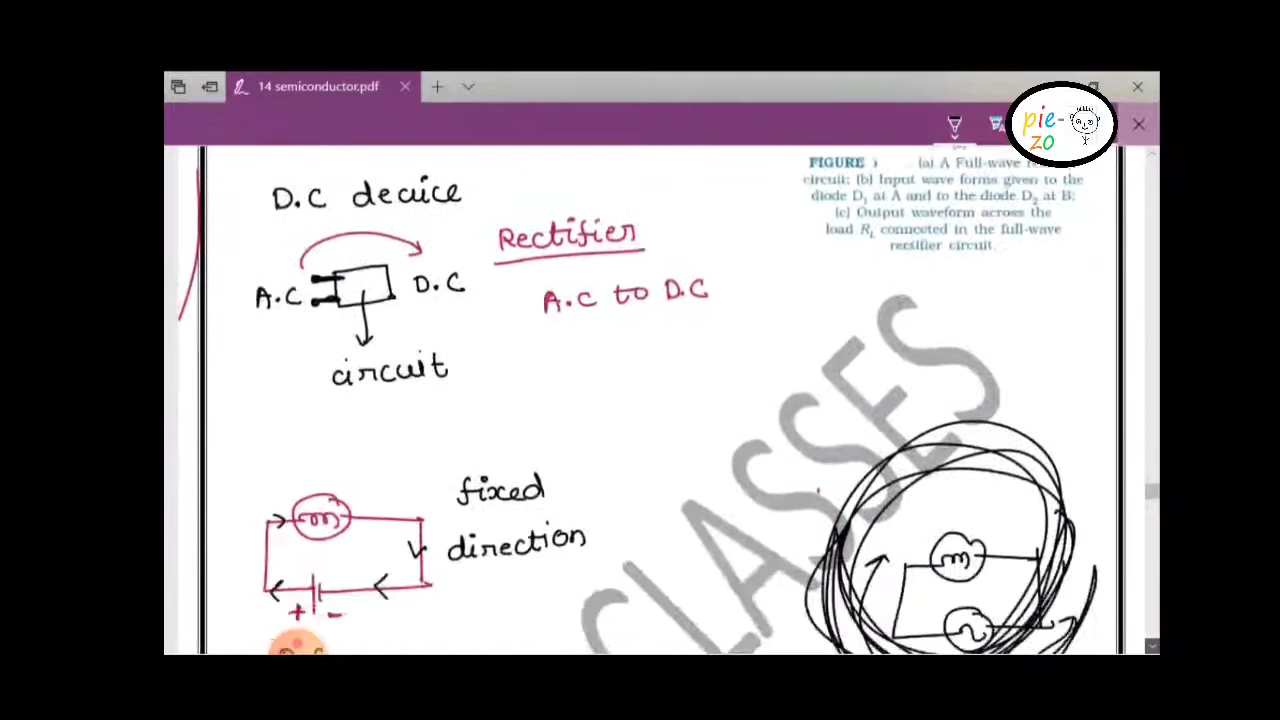 14 semiconductor.pdf
pie-
zo
FIGURE (a) A Full-wave
circuit; (b) Input wave forms given to the
diode D1 at A and to the diode D2 at B;
(c) Output waveform across the
load RL conneted in the full-wave
rectifier circuit.
D.C device
Rectifier
A.C D.C
A.C to D.C
circuit
CLASSES
fixed
direction
+ -